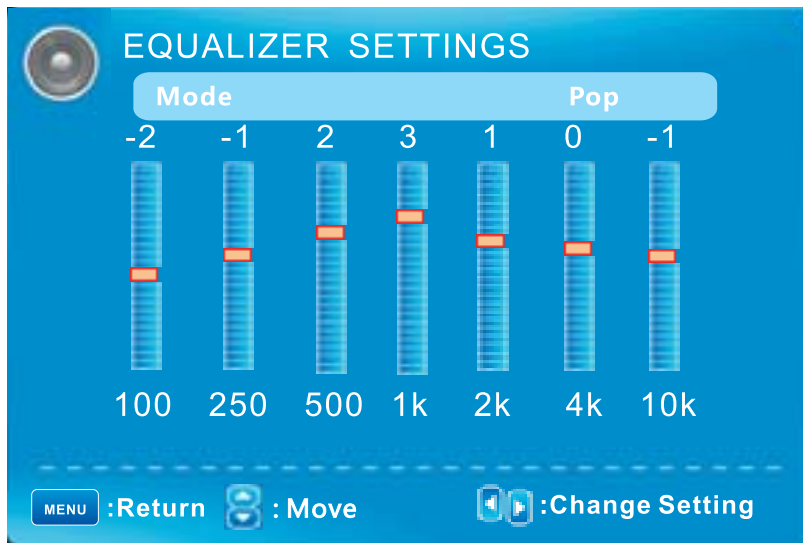 EQUALIZER SETTINGS
Mode Pop
-2 -1 2 3 1 0 -1
100 250 500 1k 2k 4k 10k
MENU :Return : Move :Change Setting